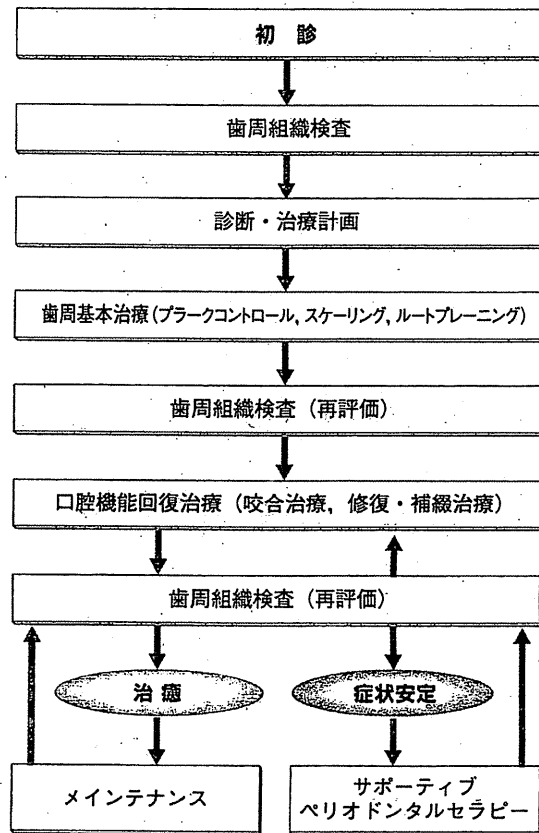 初 診
歯周組織検査
診断・治療計画
歯周基本治療(プラークコントロール, スケーリング, ルートプレーニング)
歯周組織検査(再評価)
口腔機能回復治療(咬合治療, 修復・補綴治療)
歯周組織検査(再評価)
治癒
症状安定
メインテナンス
サポーティブ
ペリオドンタルセラピー